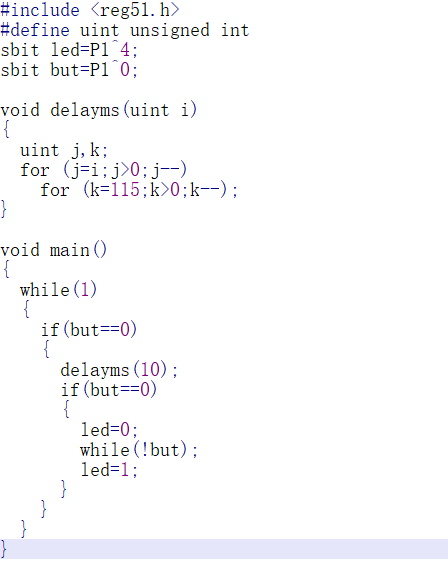 #include <reg51.h>
#define uint unsigned int
sbit led=P1^4;
sbit but=P1^0;
void delayms(uint i)
{
uint j,k;
for (j=i;j>0;j--)
for (k=115;k>0;k--);
}
void main()
{
while(1)
{
if(but==0)
{
delayms(10);
if(but==0)
{
led=0;
while(!but);
led=1;
}
}
}
}